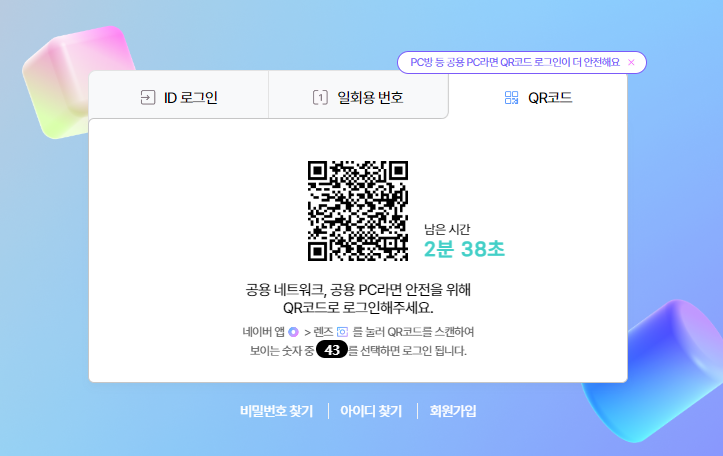 PC방 등 공용 PC라면 QR코드 로그인이 더 안전해요
ID 로그인
1 일회용 번호
QR코드
남은 시간
2분 38초
공용 네트워크, 공용 PC라면 안전을 위해
QR코드로 로그인해주세요.
네이버 앱 > 렌즈 를 눌러 QR코드를 스캔하여
보이는 숫자 중 43 를 선택하면 로그인 됩니다.
비밀번호 찾기
아이디 찾기
회원가입